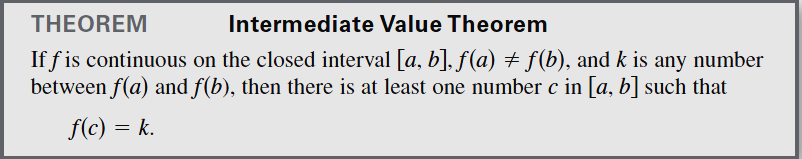 THEOREM Intermediate Value Theorem
If f is continuous on the closed interval [a, b], f(a) ≠ f(b), and k is any number
between f(a) and f(b), then there is at least one number c in [a, b] such that
f(c) = k.